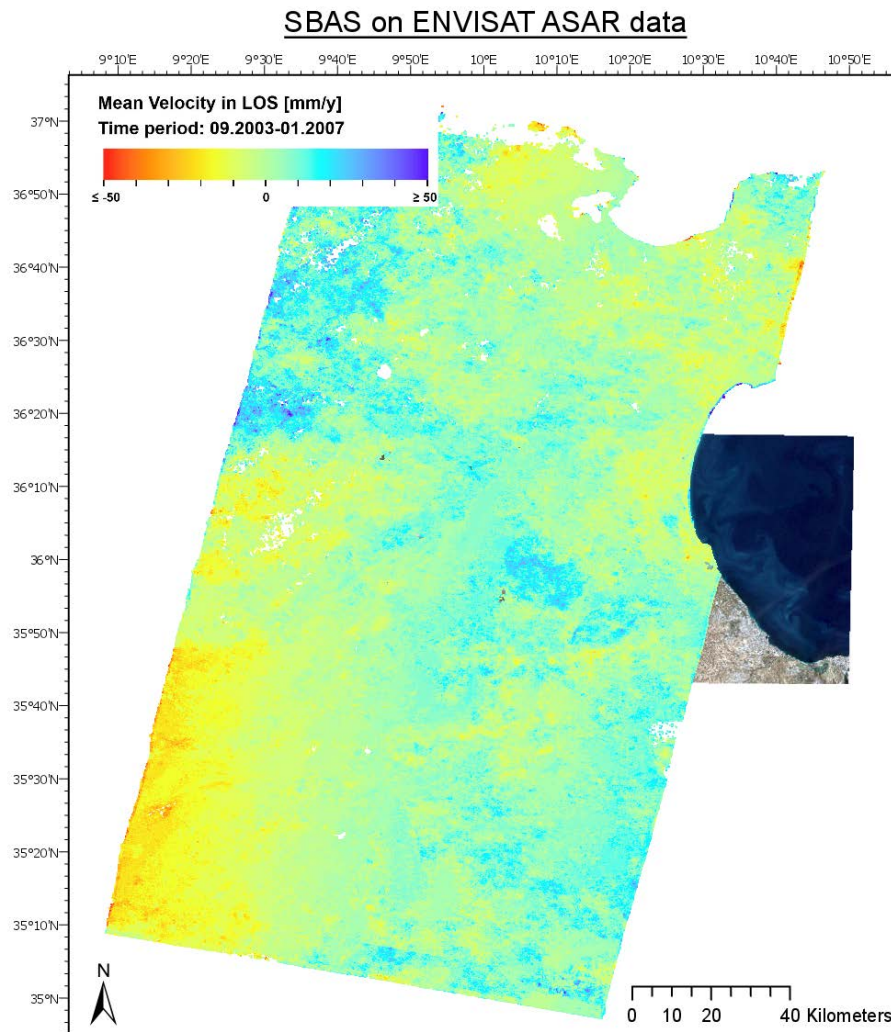 SBAS on ENVISAT ASAR data
9°10'E 9°20'E 9°30'E 9°40'E 9°50'E 10°E 10°10'E 10°20'E 10°30'E 10°40'E 10°50'E
Mean Velocity in LOS [mm/y]
Time period: 09.2003-01.2007
≤ -50 0 ≥ 50
37°N
36°50'N
36°40'N
36°30'N
36°20'N
36°10'N
36°N
35°50'N
35°40'N
35°30'N
35°20'N
35°10'N
35°N
N
0 10 20 40 Kilometers